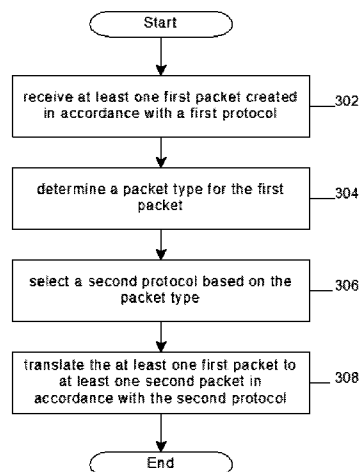 Start
receive at least one first packet created
in accordance with a first protocol
302
determine a packet type for the first
packet
304
select a second protocol based on the
packet type
306
translate the at least one first packet to
at least one second packet in
accordance with the second protocol
308
End